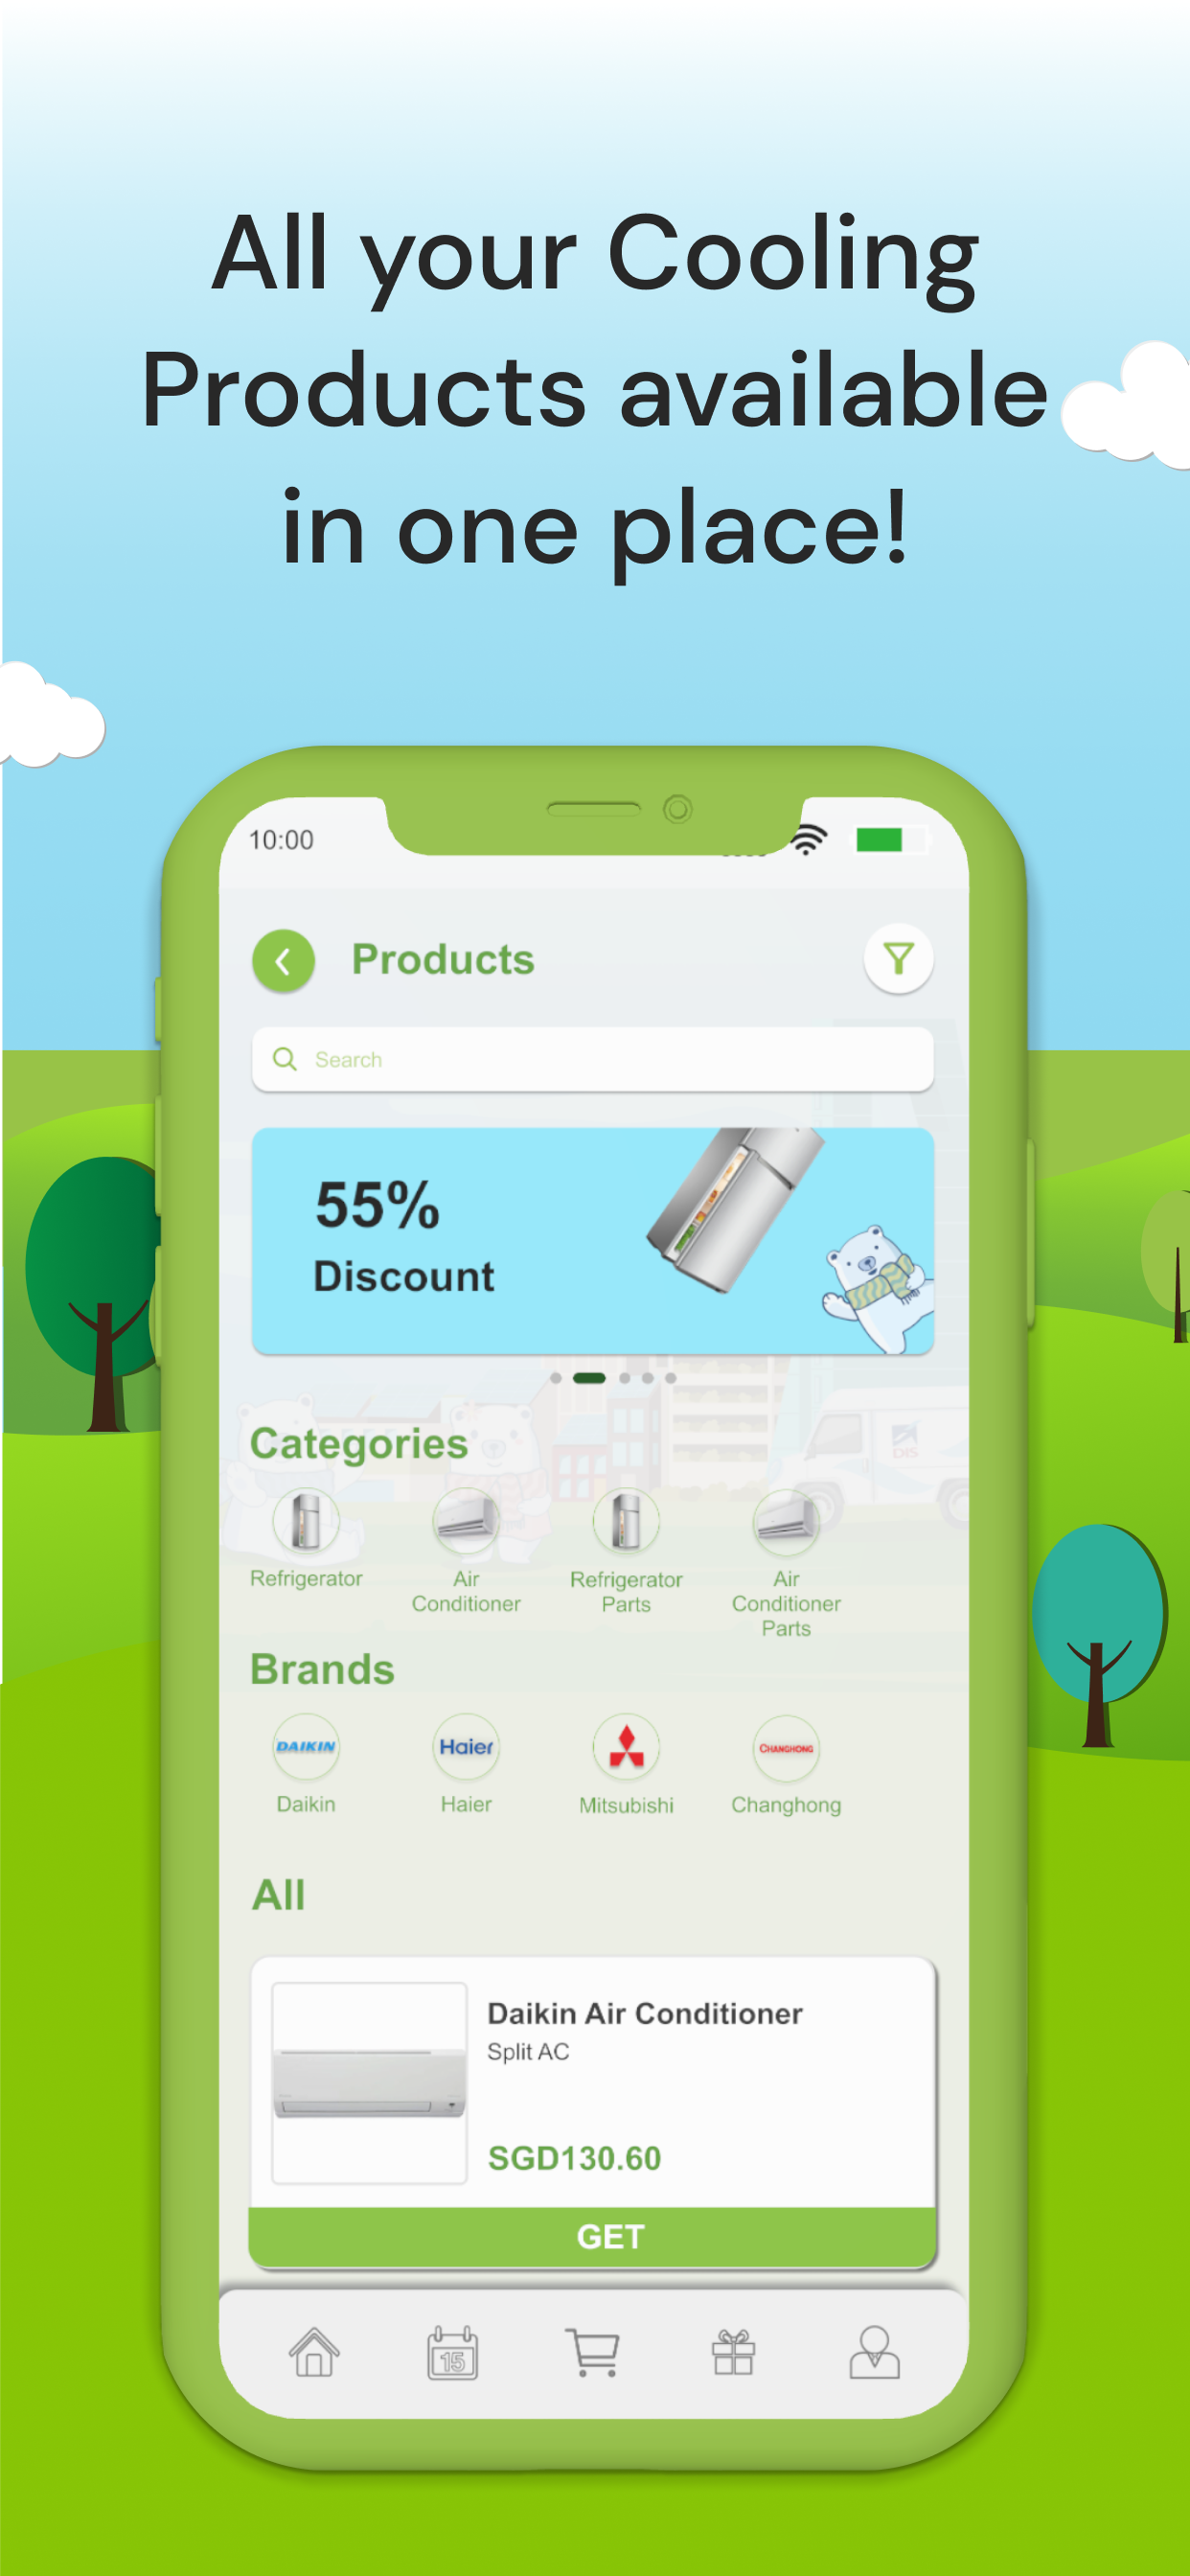 All your Cooling
Products available
in one place!
10:00
Products
Search
55%
Discount
DIS
Categories
Refrigerator
Air
Conditioner
Refrigerator
Parts
Air
Conditioner
Parts
Brands
DAIKIN
Haier
CHANGHONG
Daikin
Haier
Mitsubishi
Changhong
All
Daikin Air Conditioner
Split AC
SGD130.60
GET
15